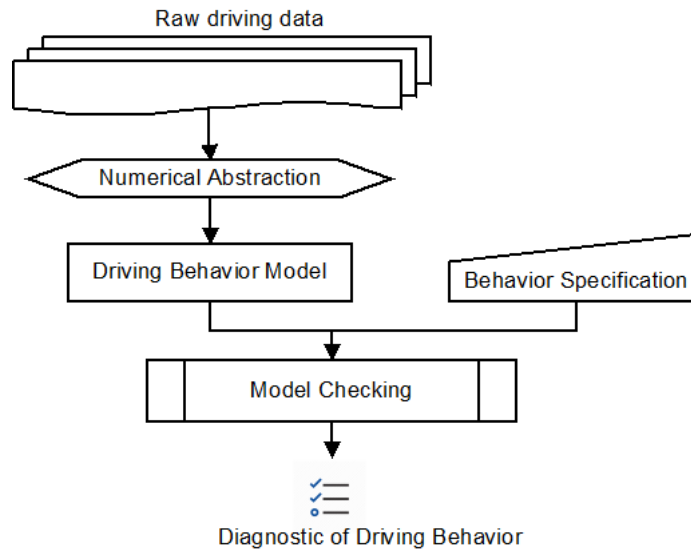 Raw driving data
Numerical Abstraction
Driving Behavior Model
Behavior Specification
Model Checking
Diagnostic of Driving Behavior